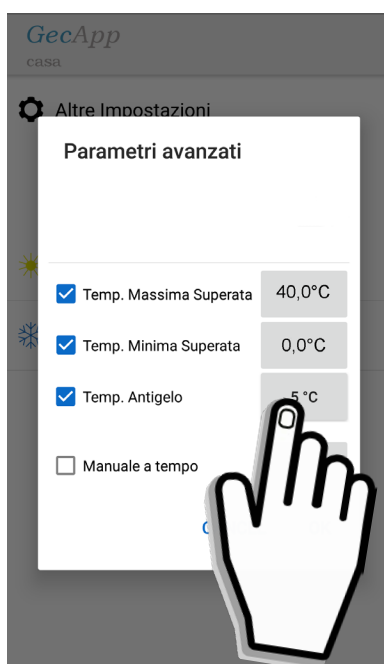 GecApp
casa
Altre Impostazioni
Parametri avanzati
Temp. Massima Superata 40,0°C
Temp. Minima Superata 0,0°C
Temp. Antigelo 5 °C
Manuale a tempo